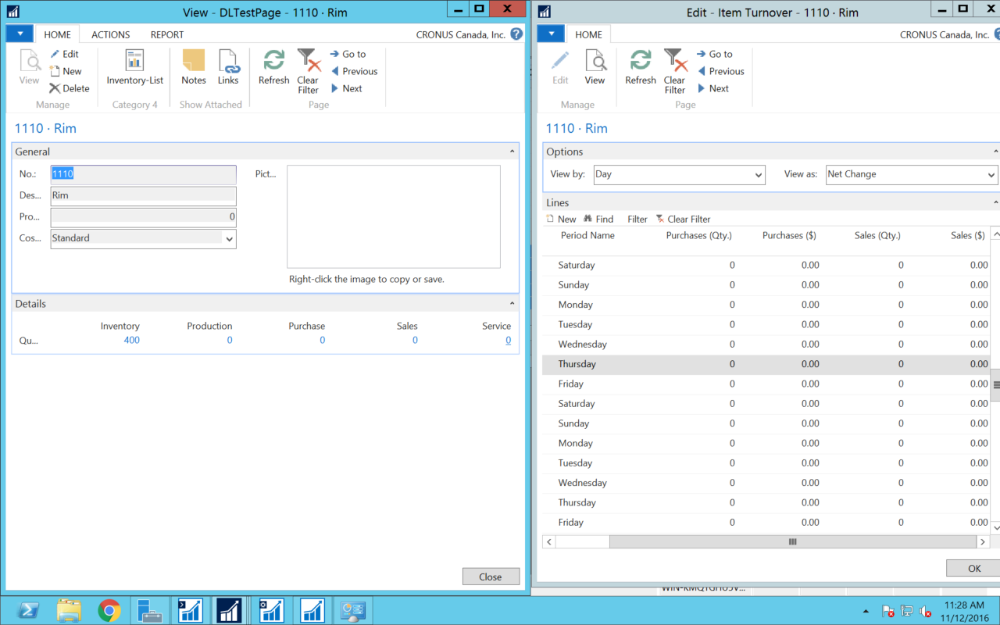 View - DLTestPage - 1110 · Rim
HOME ACTIONS REPORT CRONUS Canada, Inc.
View
Edit
New
Delete
Manage
Inventory-List
Category 4
Notes
Links
Show Attached
Refresh
Clear
Filter
Go to
Previous
Next
Page
1110 · Rim
General
No.: 1110
Des... Rim
Pro... 0
Cos... Standard
Pict...
Right-click the image to copy or save.
Details
Inventory Production Purchase Sales Service
Qu... 400 0 0 0 0
Close
Edit - Item Turnover - 1110 · Rim
HOME CRONUS Canada, Inc.
Edit
View
Manage
Refresh
Clear
Filter
Go to
Previous
Next
Page
1110 · Rim
Options
View by: Day View as: Net Change
Lines
New Find Filter Clear Filter
Period Name Purchases (Qty.) Purchases ($) Sales (Qty.) Sales ($)
Saturday 0 0.00 0 0.00
Sunday 0 0.00 0 0.00
Monday 0 0.00 0 0.00
Tuesday 0 0.00 0 0.00
Wednesday 0 0.00 0 0.00
Thursday 0 0.00 0 0.00
Friday 0 0.00 0 0.00
Saturday 0 0.00 0 0.00
Sunday 0 0.00 0 0.00
Monday 0 0.00 0 0.00
Tuesday 0 0.00 0 0.00
Wednesday 0 0.00 0 0.00
Thursday 0 0.00 0 0.00
Friday 0 0.00 0 0.00
OK
11:28 AM
11/12/2016